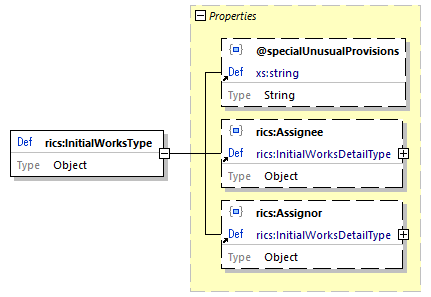 Properties
@specialUnusualProvisions
Def xs:string
Type String
Def rics:InitialWorksType
Type Object
rics:Assignee
Def rics:InitialWorksDetailType
Type Object
rics:Assignor
Def rics:InitialWorksDetailType
Type Object